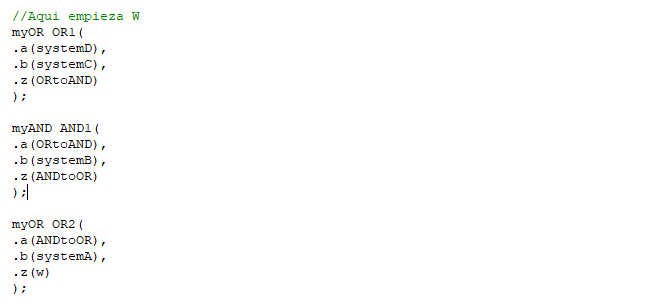 //Aqui empieza W
myOR OR1(
.a(systemD),
.b(systemC),
.z(ORtoAND)
);
myAND AND1(
.a(ORtoAND),
.b(systemB),
.z(ANDtoOR)
);
myOR OR2(
.a(ANDtoOR),
.b(systemA),
.z(w)
);